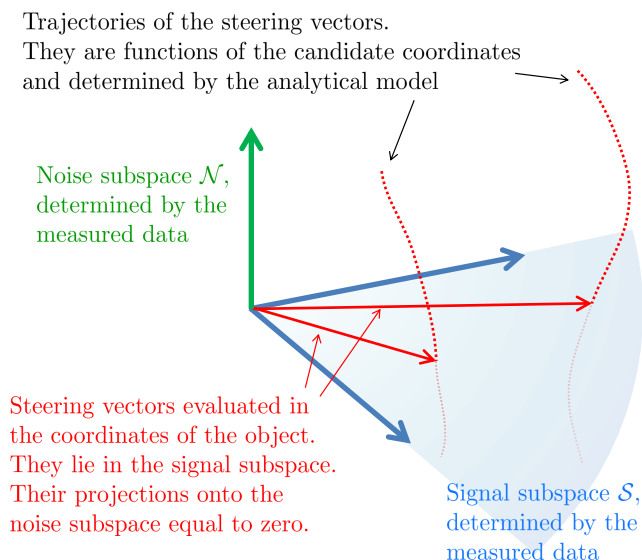 Trajectories of the steering vectors.
They are functions of the candidate coordinates
and determined by the analytical model
Noise subspace 𝒩,
determined by the
measured data
Steering vectors evaluated in
the coordinates of the object.
They lie in the signal subspace.
Their projections onto the
noise subspace equal to zero.
Signal subspace 𝒮,
determined by the
measured data